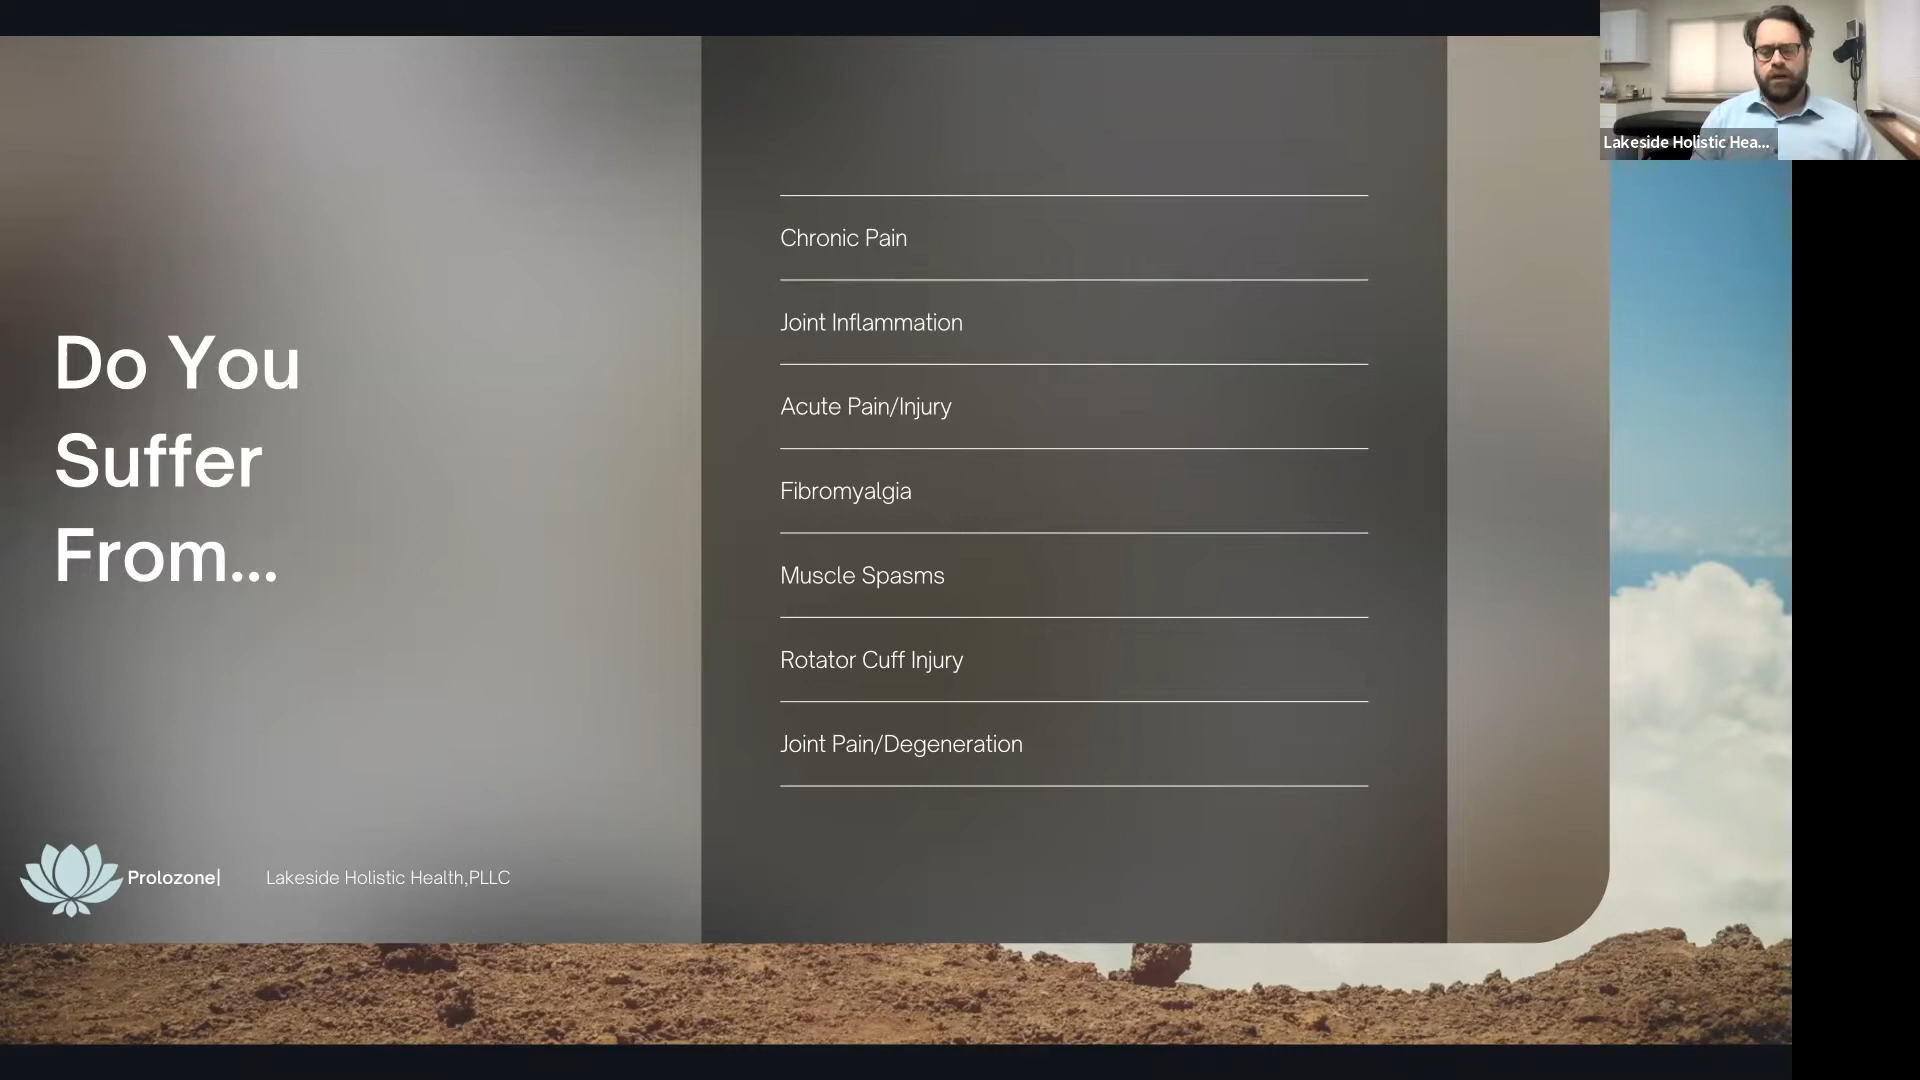 Lakeside Holistic Hea...
Do You
Suffer
From...
Chronic Pain
Joint Inflammation
Acute Pain/Injury
Fibromyalgia
Muscle Spasms
Rotator Cuff Injury
Joint Pain/Degeneration
Prolozone| Lakeside Holistic Health,PLLC